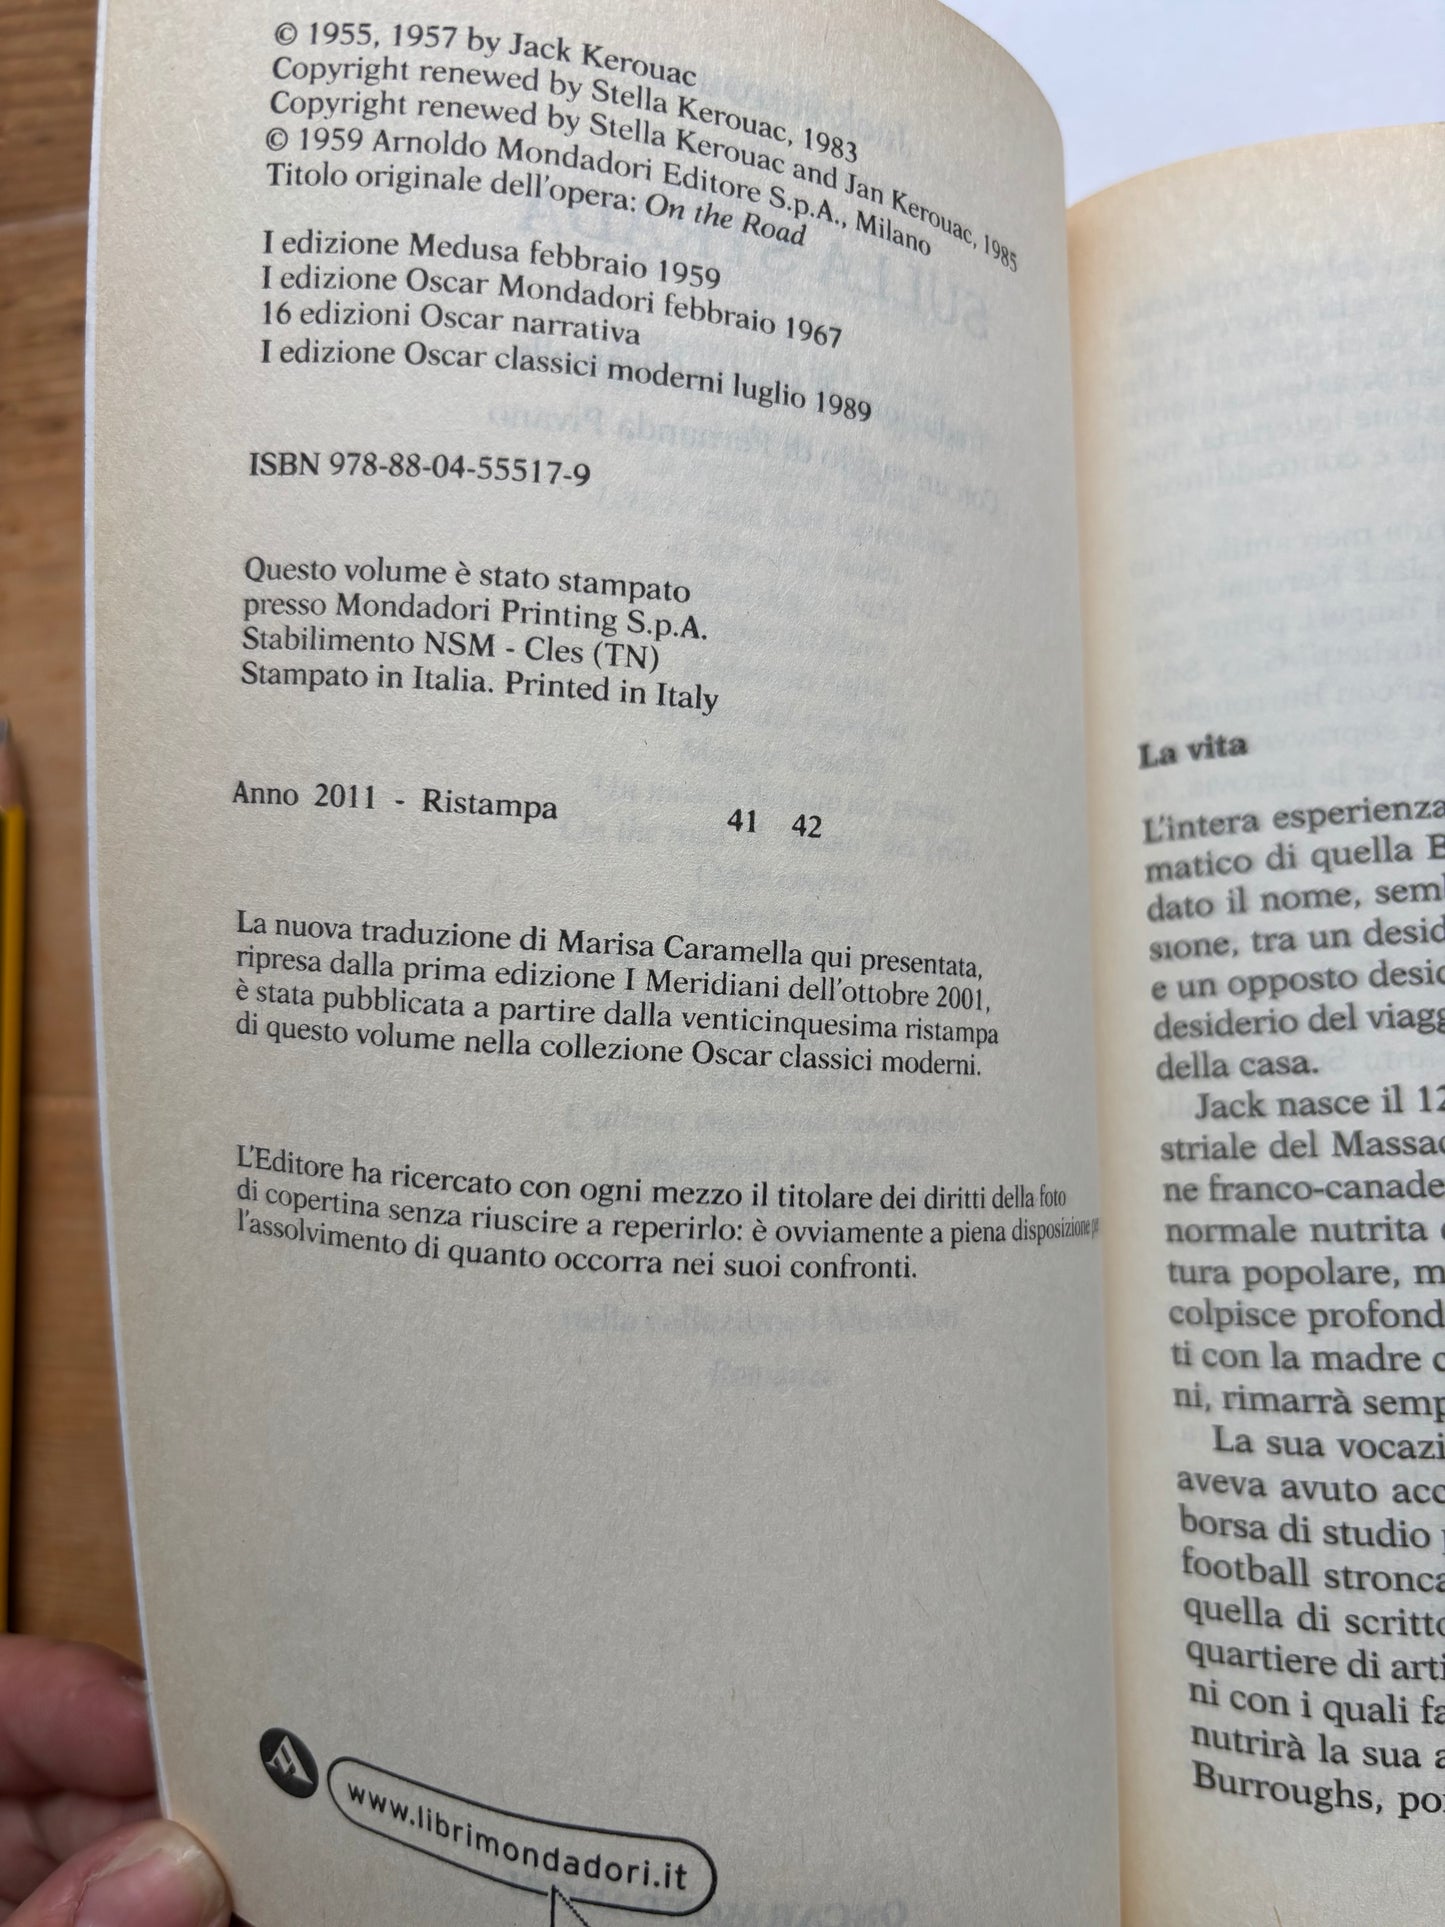 © 1955, 1957 by Jack Kerouac
Copyright renewed by Stella Kerouac, 1983
Copyright renewed by Stella Kerouac and Jan Kerouac, 1985
© 1959 Arnoldo Mondadori Editore S.p.A., Milano
Titolo originale dell'opera: On the Road
I edizione Medusa febbraio 1959
I edizione Oscar Mondadori febbraio 1967
16 edizioni Oscar narrativa
I edizione Oscar classici moderni luglio 1989
ISBN 978-88-04-55517-9
Questo volume è stato stampato
presso Mondadori Printing S.p.A.
Stabilimento NSM - Cles (TN)
Stampato in Italia. Printed in Italy
Anno 2011 - Ristampa 41 42
La nuova traduzione di Marisa Caramella qui presentata,
ripresa dalla prima edizione I Meridiani dell'ottobre 2001,
è stata pubblicata a partire dalla venticinquesima ristampa
di questo volume nella collezione Oscar classici moderni.
L'Editore ha ricercato con ogni mezzo il titolare dei diritti della foto
di copertina senza riuscire a reperirlo: è ovviamente a piena disposizione
l'assolvimento di quanto occorra nei suoi confronti.
www.librimondadori.it
La vita
L'intera esperienza
matico di quella B
dato il nome, sem
sione, tra un desid
e un opposto desid
desiderio del viagg
della casa.
Jack nasce il 12
striale del Massac
ne franco-canade
normale nutrita
tura popolare, m
colpisce profond
ti con la madre c
ni, rimarrà semp
La sua vocazi
aveva avuto acc
borsa di studio
football stronca
quella di scritto
quartiere di arti
ni con i quali fa
nutrirà la sua a
Burroughs, poi